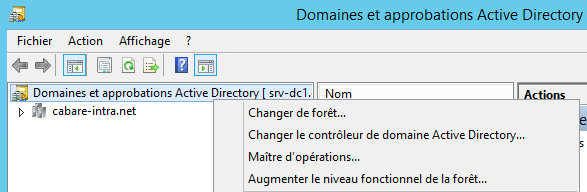 Domaines et approbations Active Directory
Fichier Action Affichage ?
Domaines et approbations Active Directory [ srv-dc1.
Nom
Actions
cabare-intra.net
Changer de forêt...
Changer le contrôleur de domaine Active Directory...
Maître d'opérations...
Augmenter le niveau fonctionnel de la forêt...